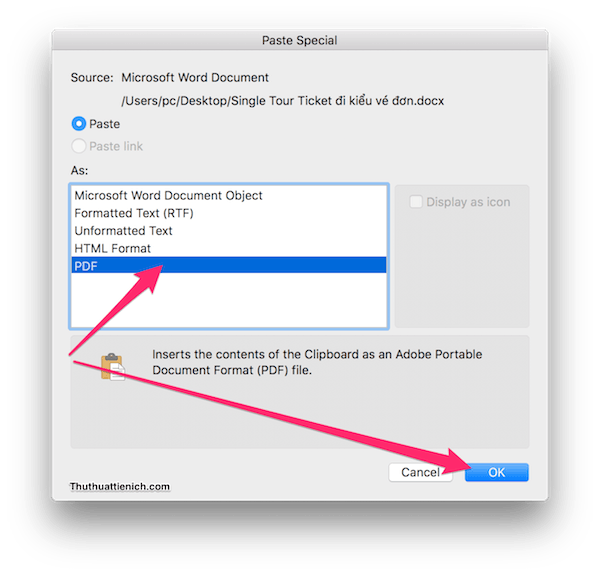 Paste Special
Source: Microsoft Word Document
/Users/pc/Desktop/Single Tour Ticket đi kiểu vé đơn.docx
Paste
Paste link
As:
Microsoft Word Document Object
Formatted Text (RTF)
Unformatted Text
HTML Format
PDF
Display as icon
Inserts the contents of the Clipboard as an Adobe Portable
Document Format (PDF) file.
Cancel
OK
Thuthuattienich.com